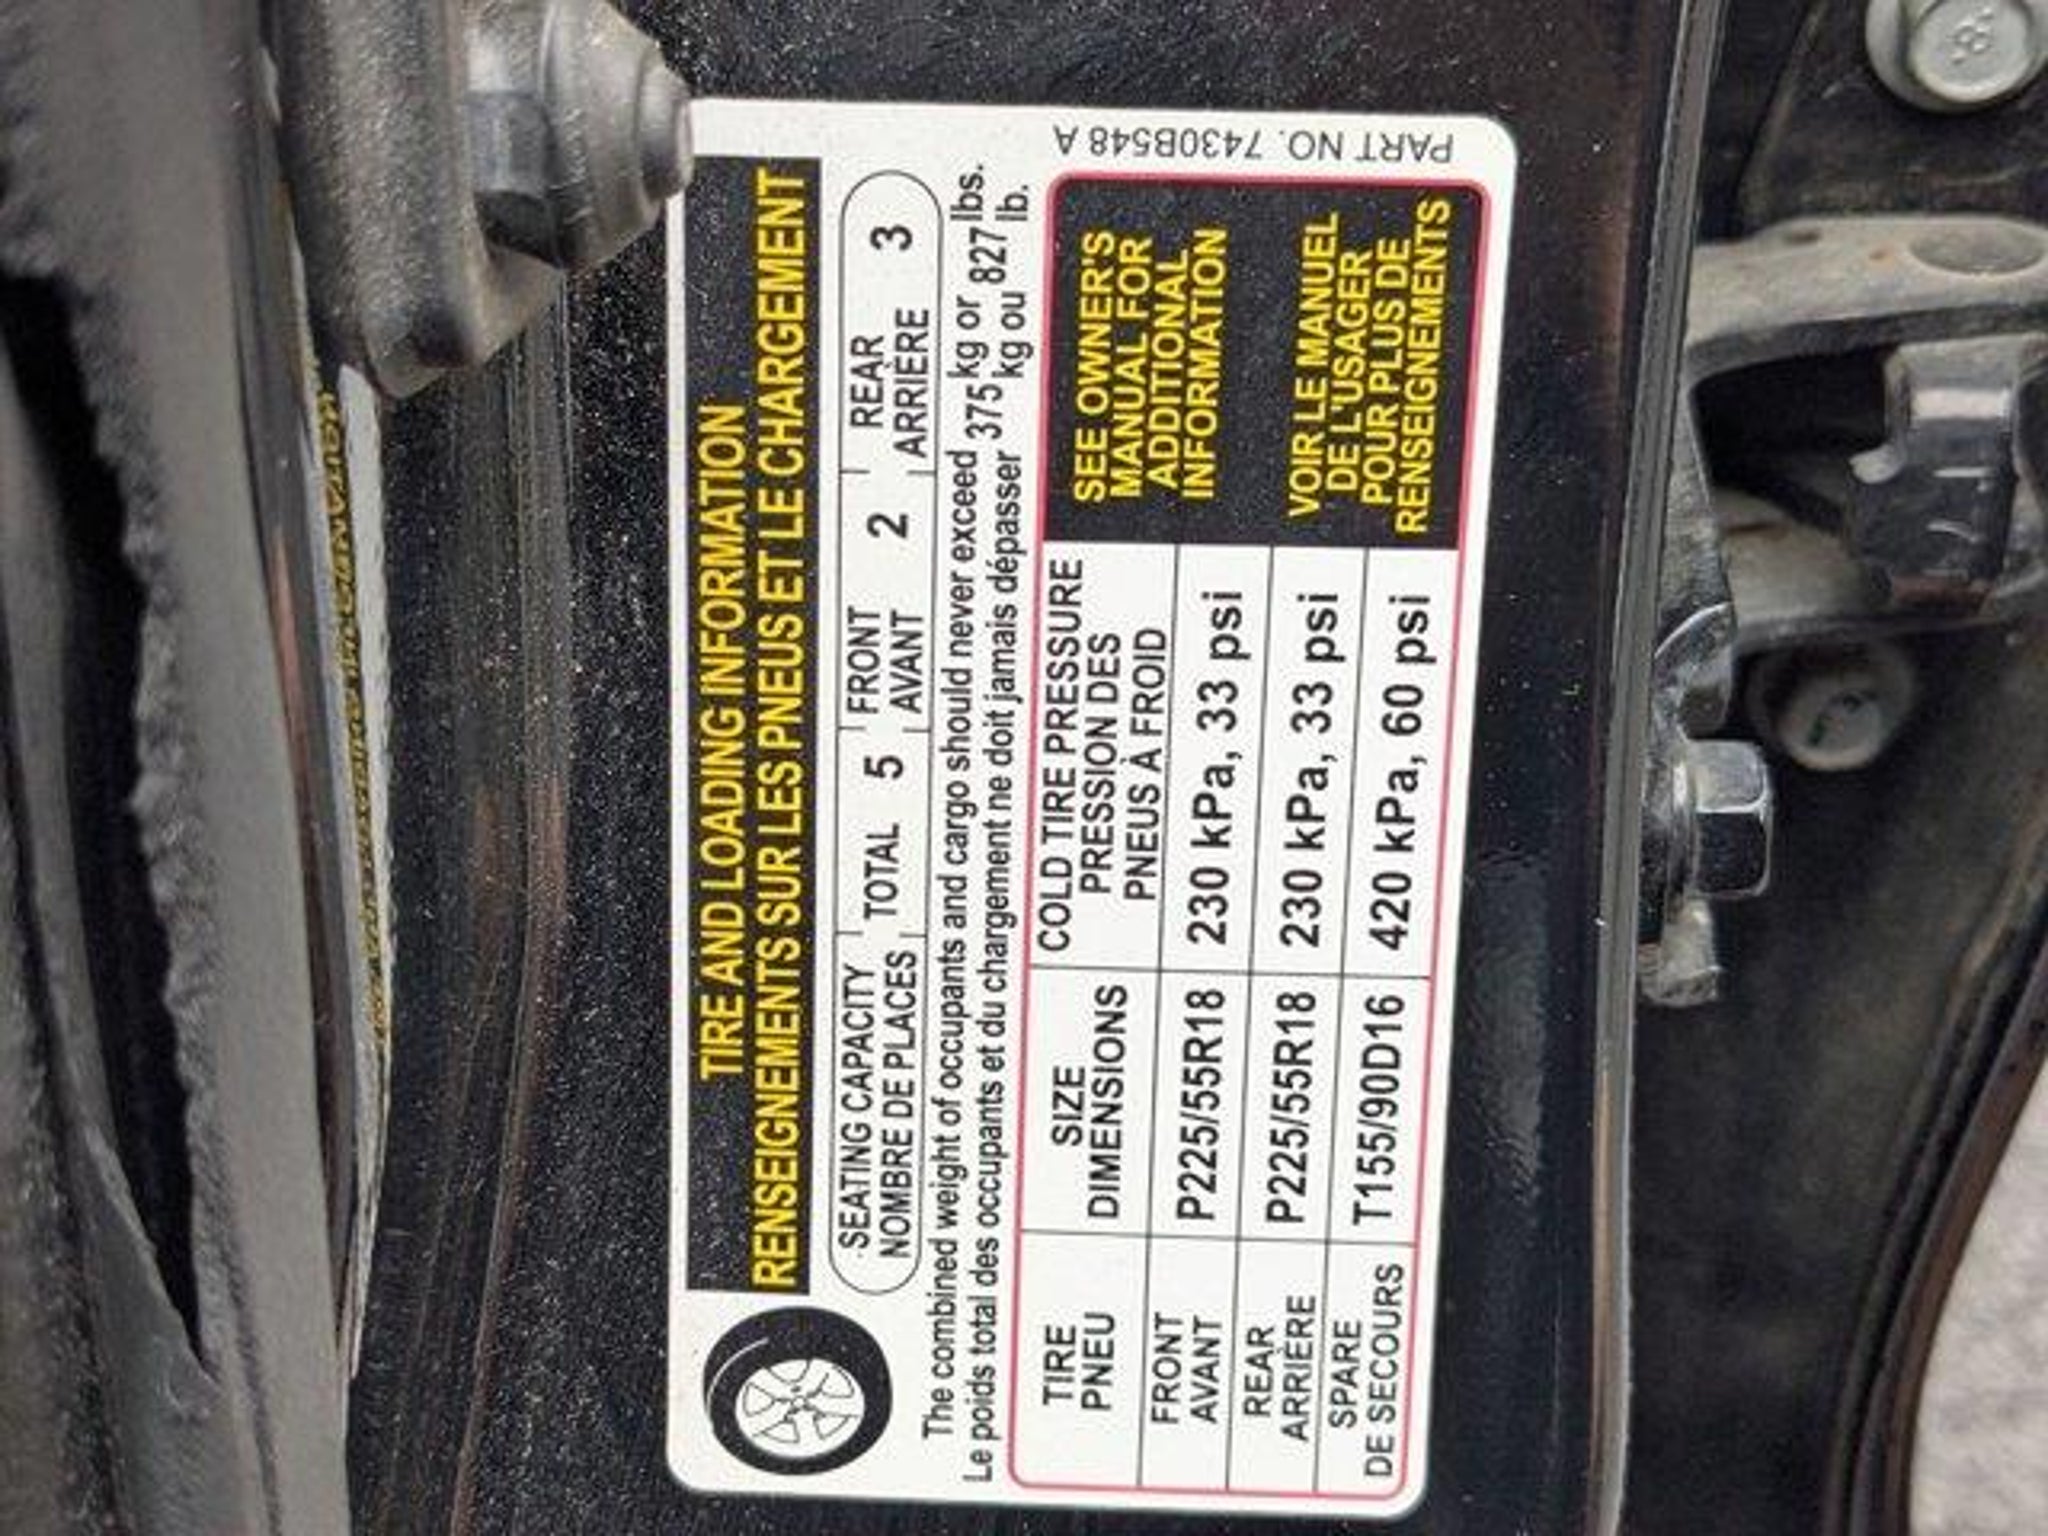 TIRE AND LOADING INFORMATION
RENSEIGNEMENTS SUR LES PNEUS ET LE CHARGEMENT
SEATING CAPACITY
NOMBRE DE PLACES
TOTAL 5
FRONT
AVANT
2
REAR
ARRIÈRE
3
The combined weight of occupants and cargo should never exceed 375 kg or 827 lbs.
Le poids total des occupants et du chargement ne doit jamais dépasser kg ou lb.
TIRE
PNEU
SIZE
DIMENSIONS
COLD TIRE PRESSURE
PRESSION DES
PNEUS À FROID
FRONT
AVANT
P225/55R18
230 kPa, 33 psi
REAR
ARRIÈRE
P225/55R18
230 kPa, 33 psi
SPARE
DE SECOURS
T155/90D16
420 kPa, 60 psi
SEE OWNER'S
MANUAL FOR
ADDITIONAL
INFORMATION
VOIR LE MANUEL
DE L'USAGER
POUR PLUS DE
RENSEIGNEMENTS
PART NO. 7430B548 A